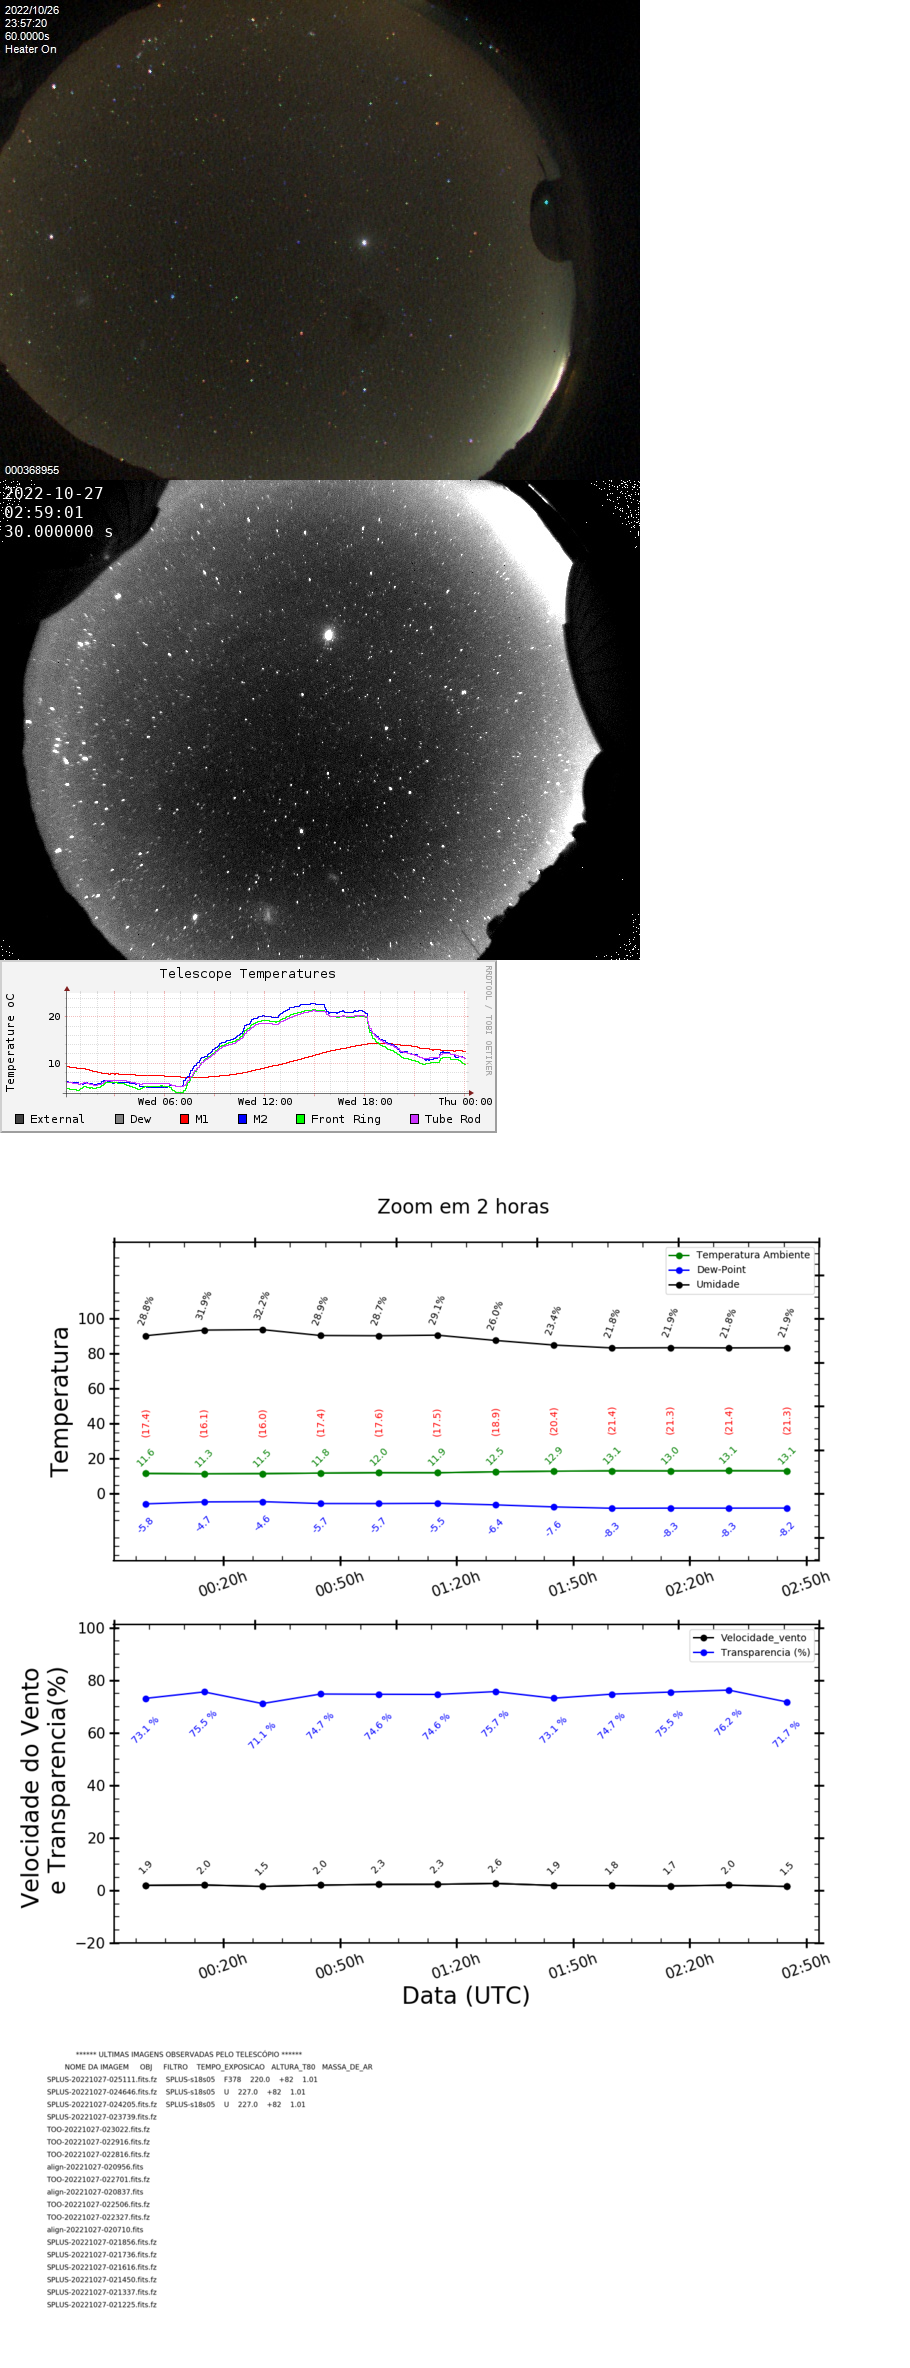 2022/10/26
23:57:20
60.0000s
Heater On
000368955
2022-10-27
02:59:01
30.000000 s
Telescope Temperatures
Temperature oC
RRDTOOL / TOBI OETIKER
20
10
Wed 06:00 Wed 12:00 Wed 18:00 Thu 00:00
External Dew M1 M2 Front Ring Tube Rod
Zoom em 2 horas
Temperatura Ambiente
Dew-Point
Umidade
Temperatura
100
80
60
40
20
0
28.8% 31.9% 32.2% 28.9% 28.7% 29.1% 26.0% 23.4% 21.8% 21.9% 21.8% 21.9%
(17.4) (16.1) (16.0) (17.4) (17.6) (17.5) (18.9) (20.4) (21.4) (21.3) (21.4) (21.3)
11.6 11.3 11.5 11.8 12.0 11.9 12.5 12.9 13.1 13.0 13.1 13.1
-5.8 -4.7 -4.6 -5.7 -5.7 -5.5 -6.4 -7.6 -8.3 -8.3 -8.3 -8.2
00:20h 00:50h 01:20h 01:50h 02:20h 02:50h
Velocidade_vento
Transparencia (%)
Velocidade do Vento
e Transparencia(%)
100
80
60
40
20
0
−20
73.1 % 75.5 % 71.1 % 74.7 % 74.6 % 74.6 % 75.7 % 73.1 % 74.7 % 75.5 % 76.2 % 71.7 %
1.9 2.0 1.5 2.0 2.3 2.3 2.6 1.9 1.8 1.7 2.0 1.5
00:20h 00:50h 01:20h 01:50h 02:20h 02:50h
Data (UTC)
****** ULTIMAS IMAGENS OBSERVADAS PELO TELESCÓPIO ******
NOME DA IMAGEM OBJ FILTRO TEMPO_EXPOSICAO ALTURA_T80 MASSA_DE_AR
SPLUS-20221027-025111.fits.fz SPLUS-s18s05 F378 220.0 +82 1.01
SPLUS-20221027-024646.fits.fz SPLUS-s18s05 U 227.0 +82 1.01
SPLUS-20221027-024205.fits.fz SPLUS-s18s05 U 227.0 +82 1.01
SPLUS-20221027-023739.fits.fz
TOO-20221027-023022.fits.fz
TOO-20221027-022916.fits.fz
TOO-20221027-022816.fits.fz
align-20221027-020956.fits
TOO-20221027-022701.fits.fz
align-20221027-020837.fits
TOO-20221027-022506.fits.fz
TOO-20221027-022327.fits.fz
align-20221027-020710.fits
SPLUS-20221027-021856.fits.fz
SPLUS-20221027-021736.fits.fz
SPLUS-20221027-021616.fits.fz
SPLUS-20221027-021450.fits.fz
SPLUS-20221027-021337.fits.fz
SPLUS-20221027-021225.fits.fz